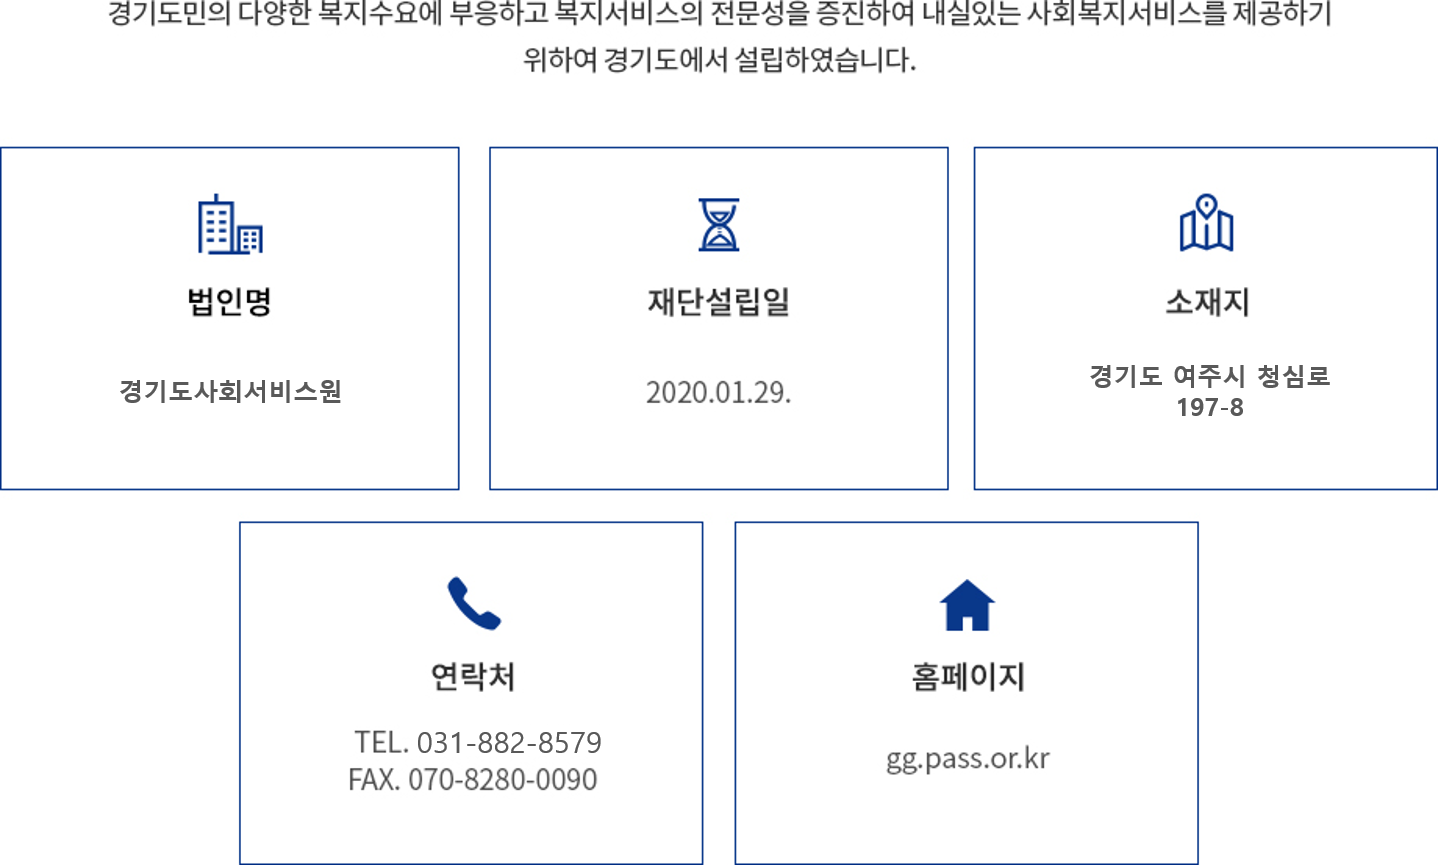 경기도민의 다양한 복지수요에 부응하고 복지서비스의 전문성을 증진하여 내실있는 사회복지서비스를 제공하기
위하여 경기도에서 설립하였습니다.
법인명
경기도사회서비스원
재단설립일
2020.01.29.
소재지
경기도 여주시 청심로
197-8
연락처
TEL. 031-882-8579
FAX. 070-8280-0090
홈페이지
gg.pass.or.kr